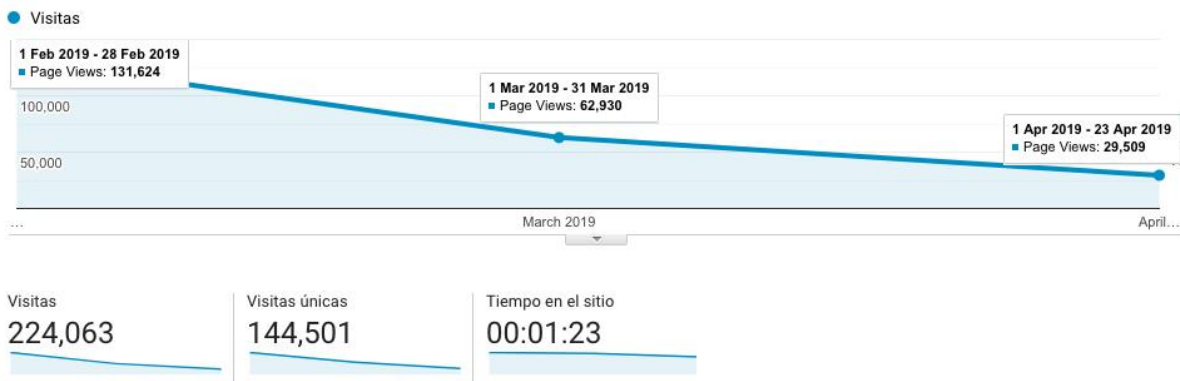 Visitas
1 Feb 2019 - 28 Feb 2019
Page Views: 131,624
1 Mar 2019 - 31 Mar 2019
Page Views: 62,930
1 Apr 2019 - 23 Apr 2019
Page Views: 29,509
100,000
50,000
...
March 2019
April...
Visitas
224,063
Visitas únicas
144,501
Tiempo en el sitio
00:01:23